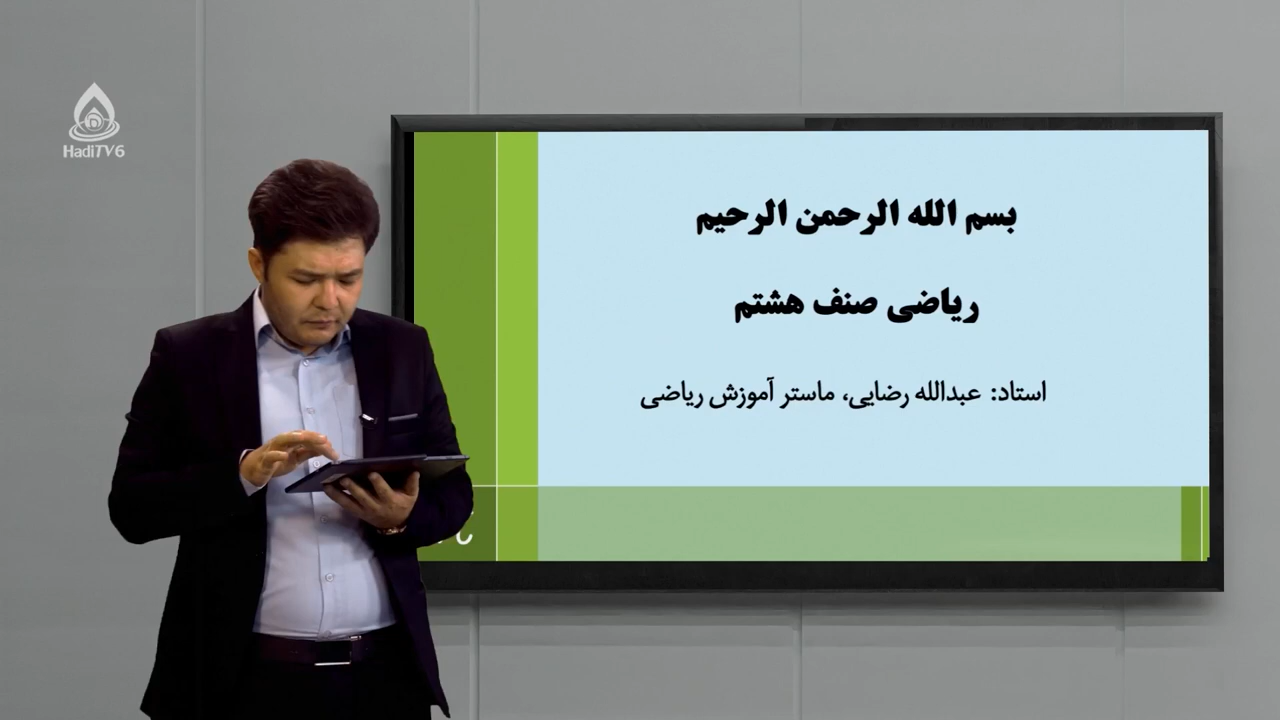 HadiTV6
بسم الله الرحمن الرحیم
ریاضی صنف هشتم
استاد: عبدالله رضایی، ماستر آموزش ریاضی